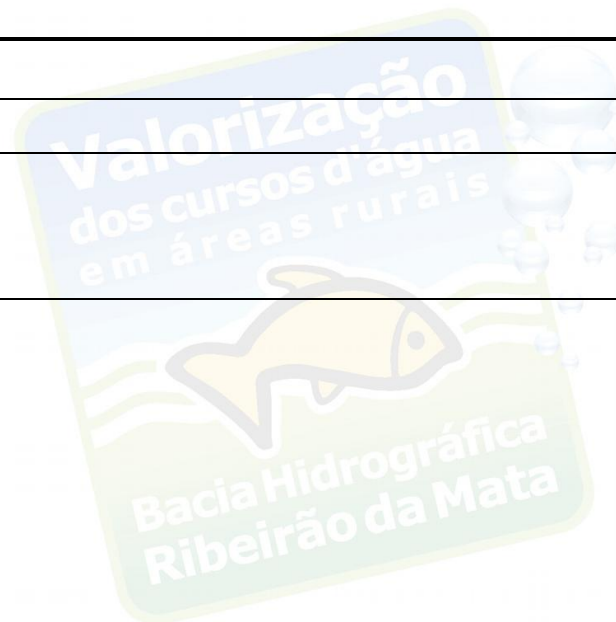 Valorização
dos cursos d'água
em áreas rurais
Bacia Hidrográfica
Ribeirão da Mata